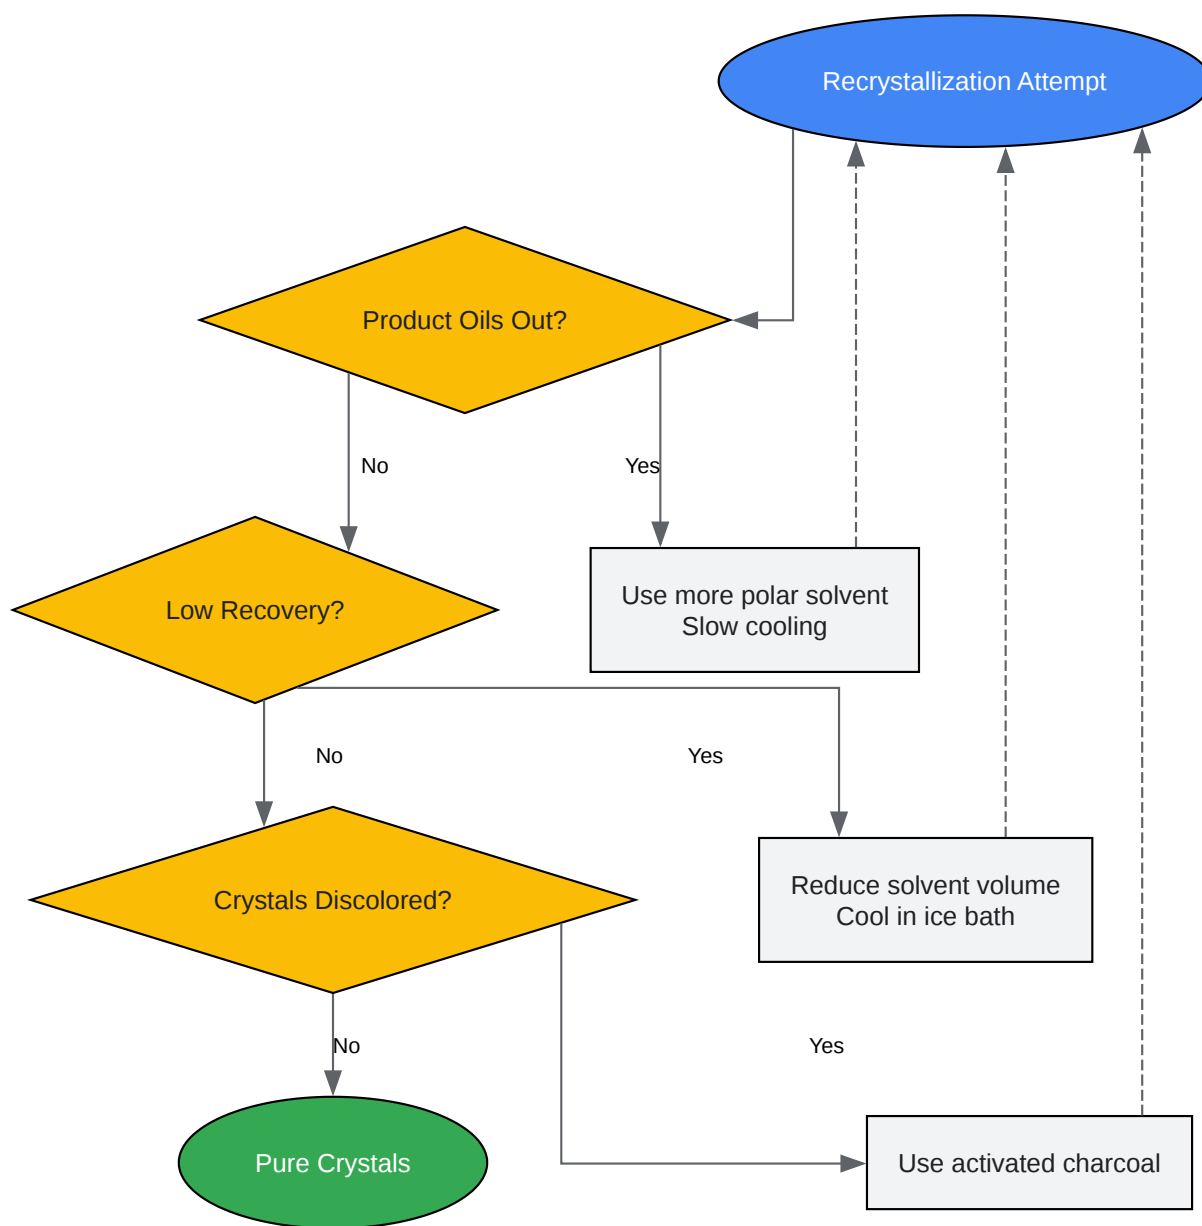 Recrystallization Attempt
Product Oils Out?
No
Yes
Low Recovery?
Use more polar solvent
Slow cooling
No
Yes
Crystals Discolored?
Reduce solvent volume
Cool in ice bath
No
Yes
Pure Crystals
Use activated charcoal